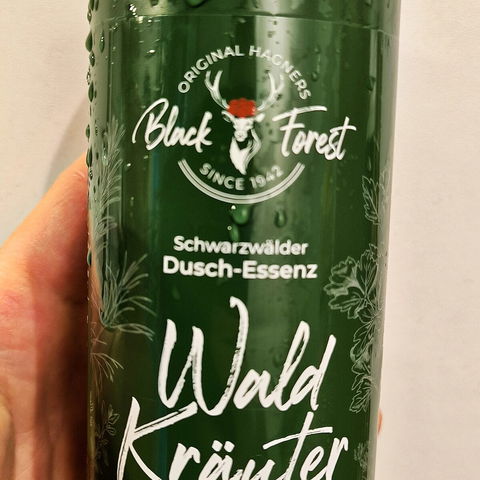 ORIGINAL HAGNERS
Black Forest
SINCE 1942
Schwarzwälder
Dusch-Essenz
Wald
Kräuter